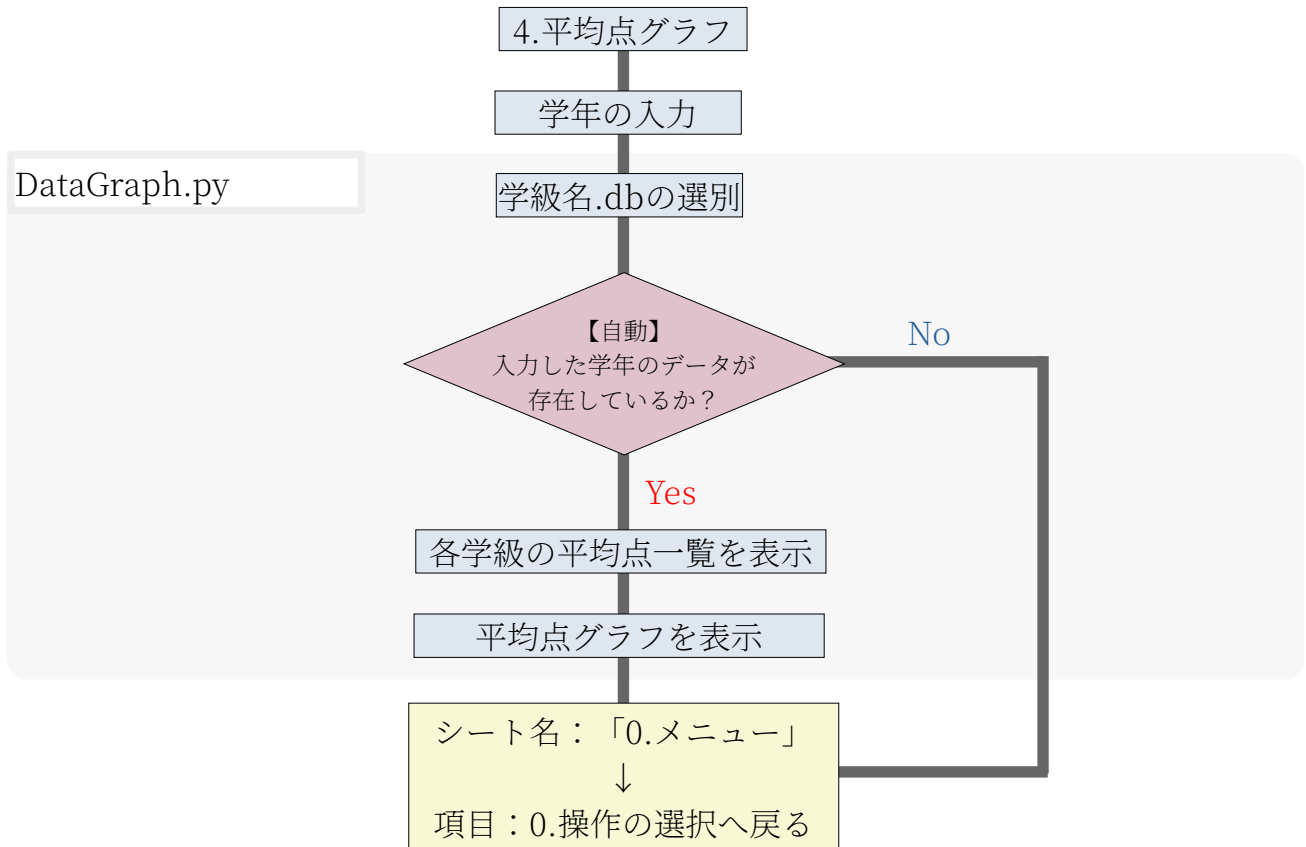 4.平均点グラフ
学年の入力
DataGraph.py
学級名.dbの選別
【自動】
入力した学年のデータが
存在しているか？
No
Yes
各学級の平均点一覧を表示
平均点グラフを表示
シート名：「0.メニュー」
↓
項目：0.操作の選択へ戻る